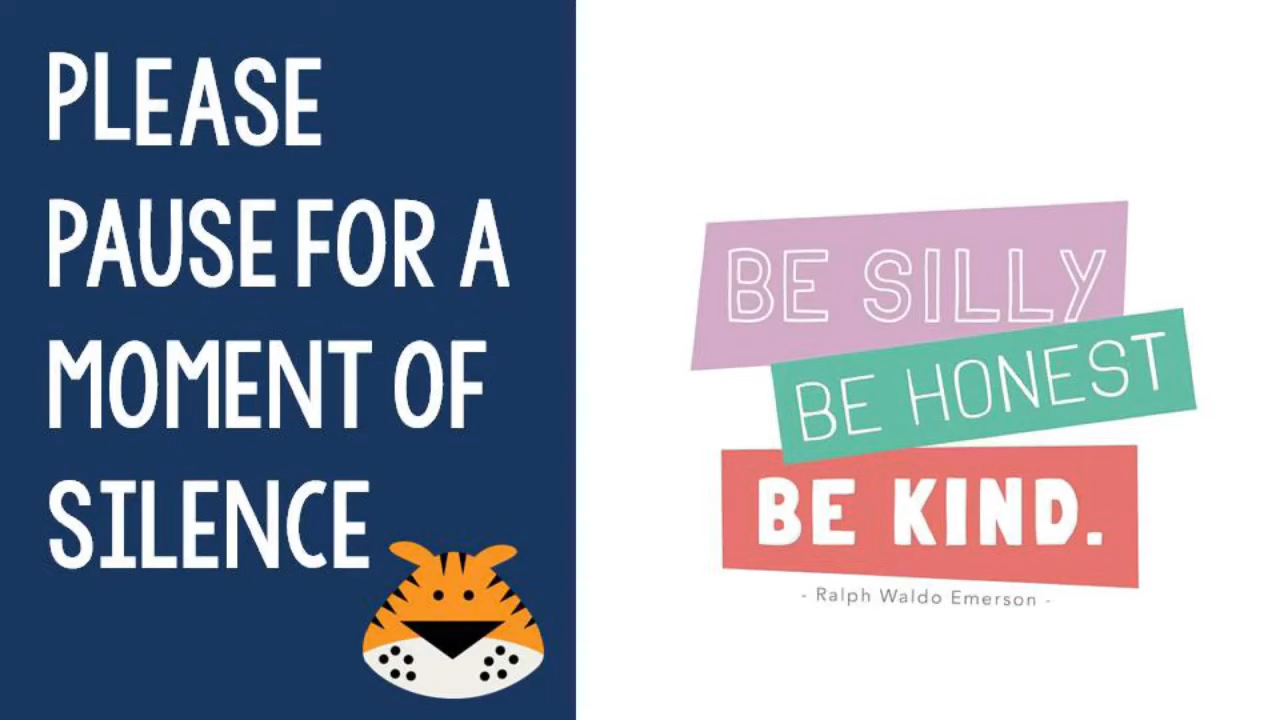 PLEASE
PAUSE FOR A
MOMENT OF
SILENCE
BE SILLY
BE HONEST
BE KIND.
- Ralph Waldo Emerson -